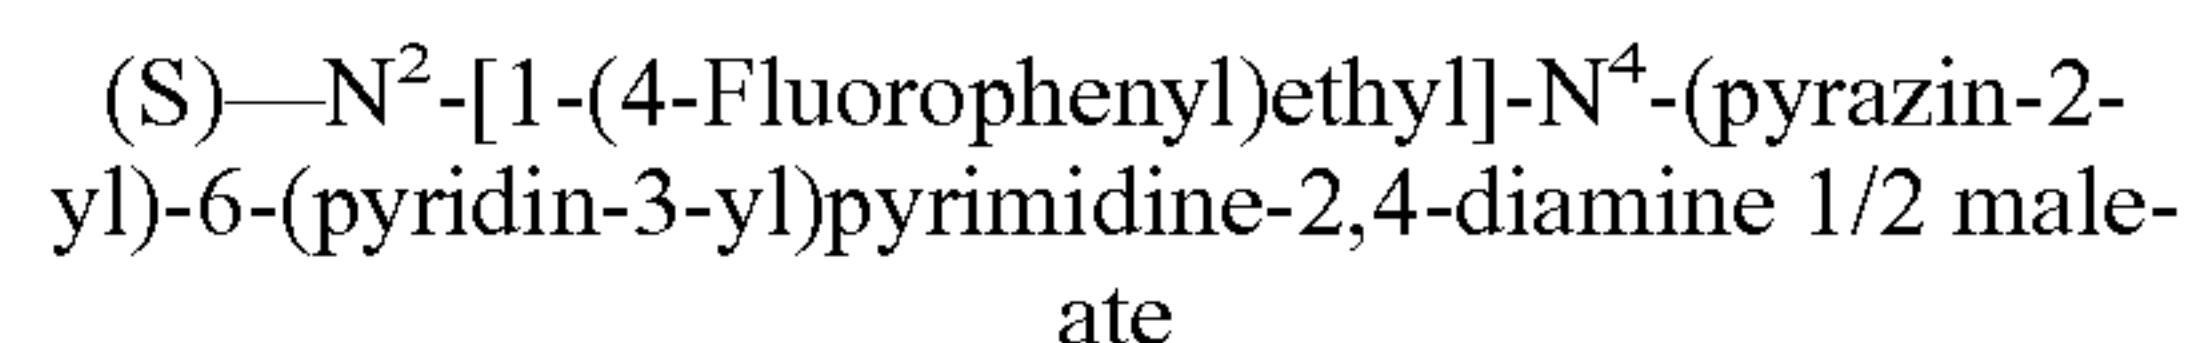 (S)—N²-[1-(4-Fluorophenyl)ethyl]-N⁴-(pyrazin-2-
yl)-6-(pyridin-3-yl)pyrimidine-2,4-diamine 1/2 male-
ate